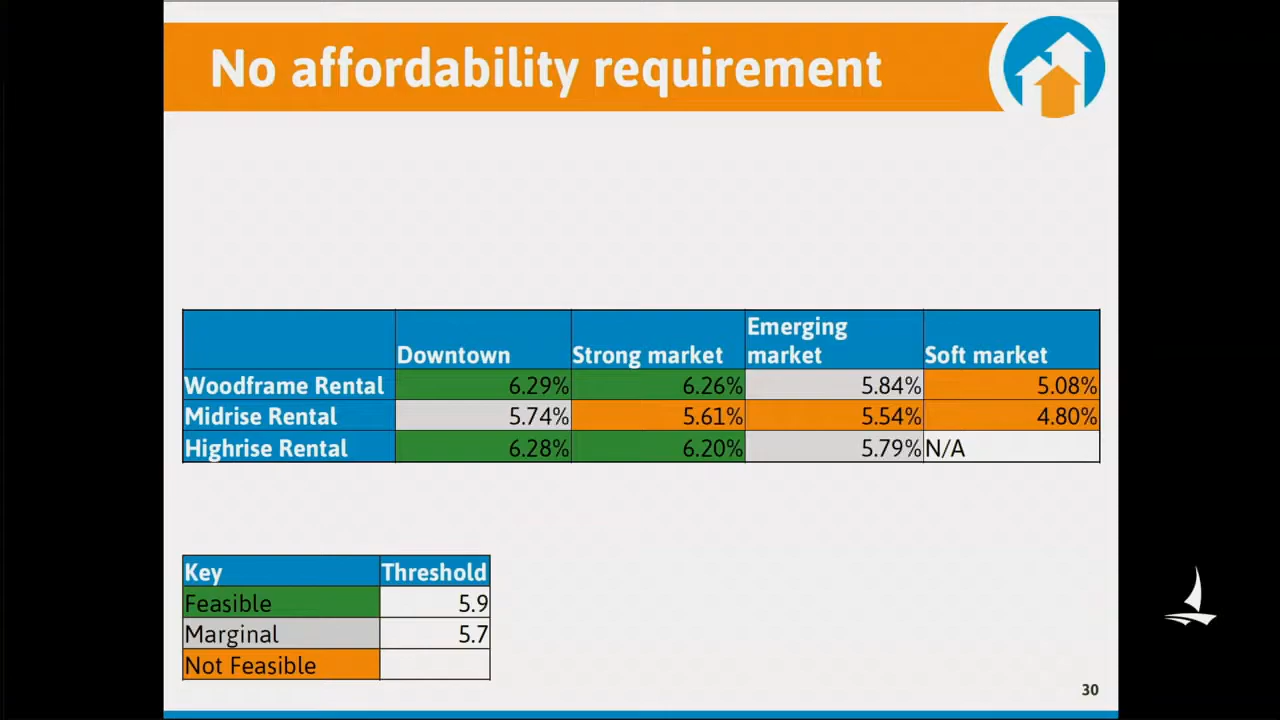 No affordability requirement
Downtown Strong market Emerging market Soft market
Woodframe Rental 6.29% 6.26% 5.84% 5.08%
Midrise Rental 5.74% 5.61% 5.54% 4.80%
Highrise Rental 6.28% 6.20% 5.79% N/A
Key Threshold
Feasible 5.9
Marginal 5.7
Not Feasible
30